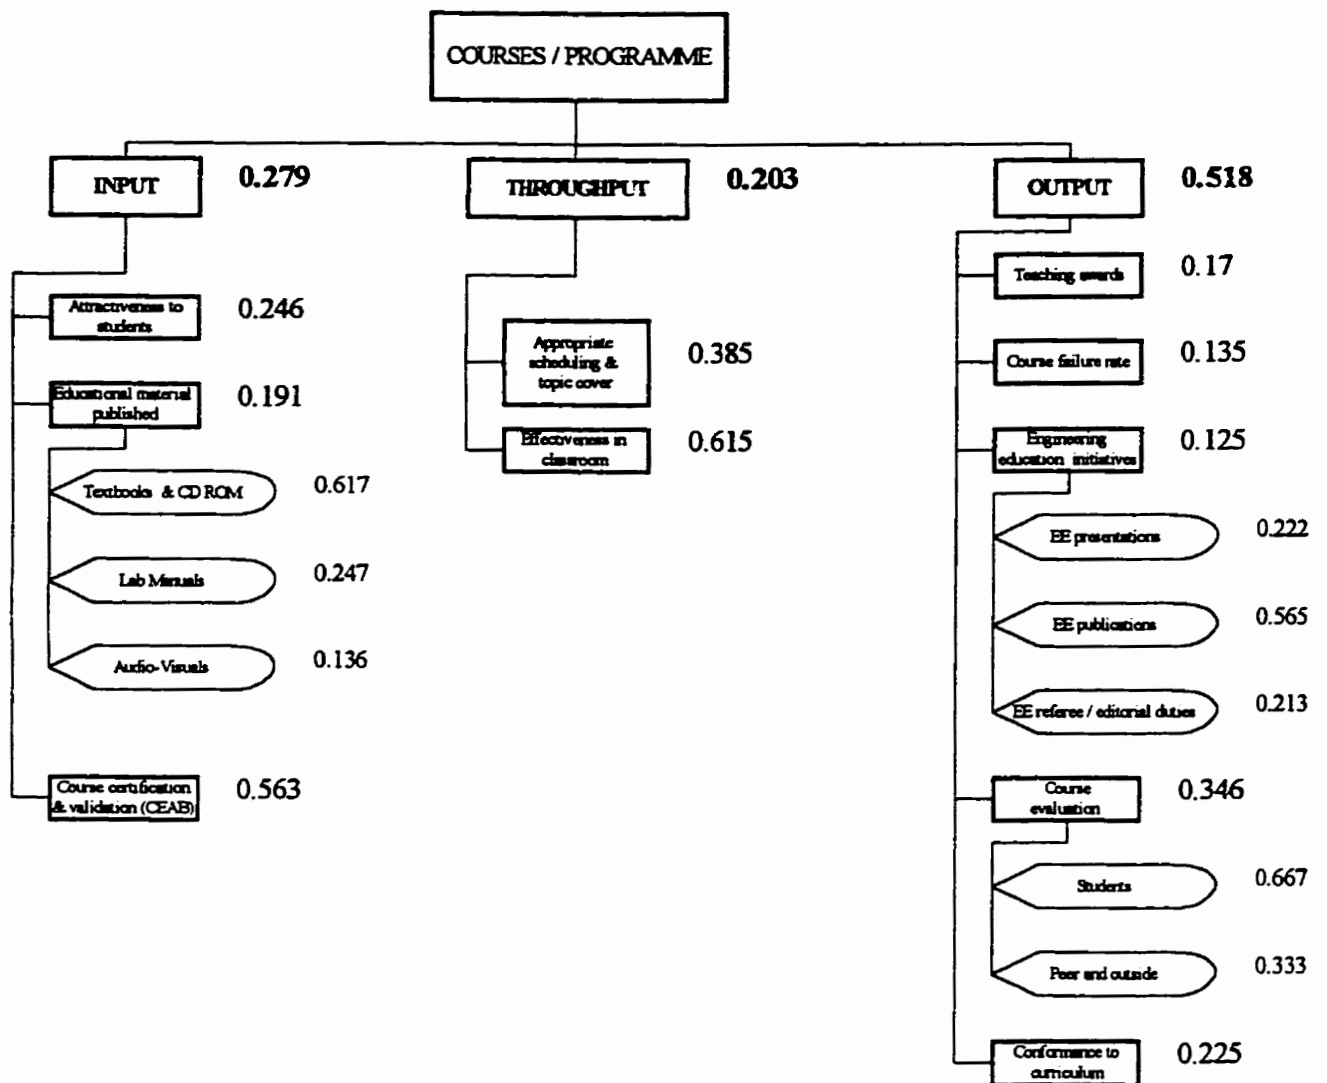 COURSES / PROGRAMME
INPUT
0.279
THROUGHPUT
0.203
OUTPUT
0.518
Attractiveness to
students
0.246
Educational material
published
0.191
Textbooks & CD ROM
0.617
Lab Manuals
0.247
Audio-Visuals
0.136
Course certification
& validation (CEAB)
0.563
Appropriate
scheduling &
topic cover
0.385
Effectiveness in
classroom
0.615
Teaching awards
0.17
Course failure rate
0.135
Engineering
education initiatives
0.125
EE presentations
0.222
EE publications
0.565
EE referee / editorial duties
0.213
Course
evaluation
0.346
Students
0.667
Peer and outside
0.333
Conformance to
curriculum
0.225